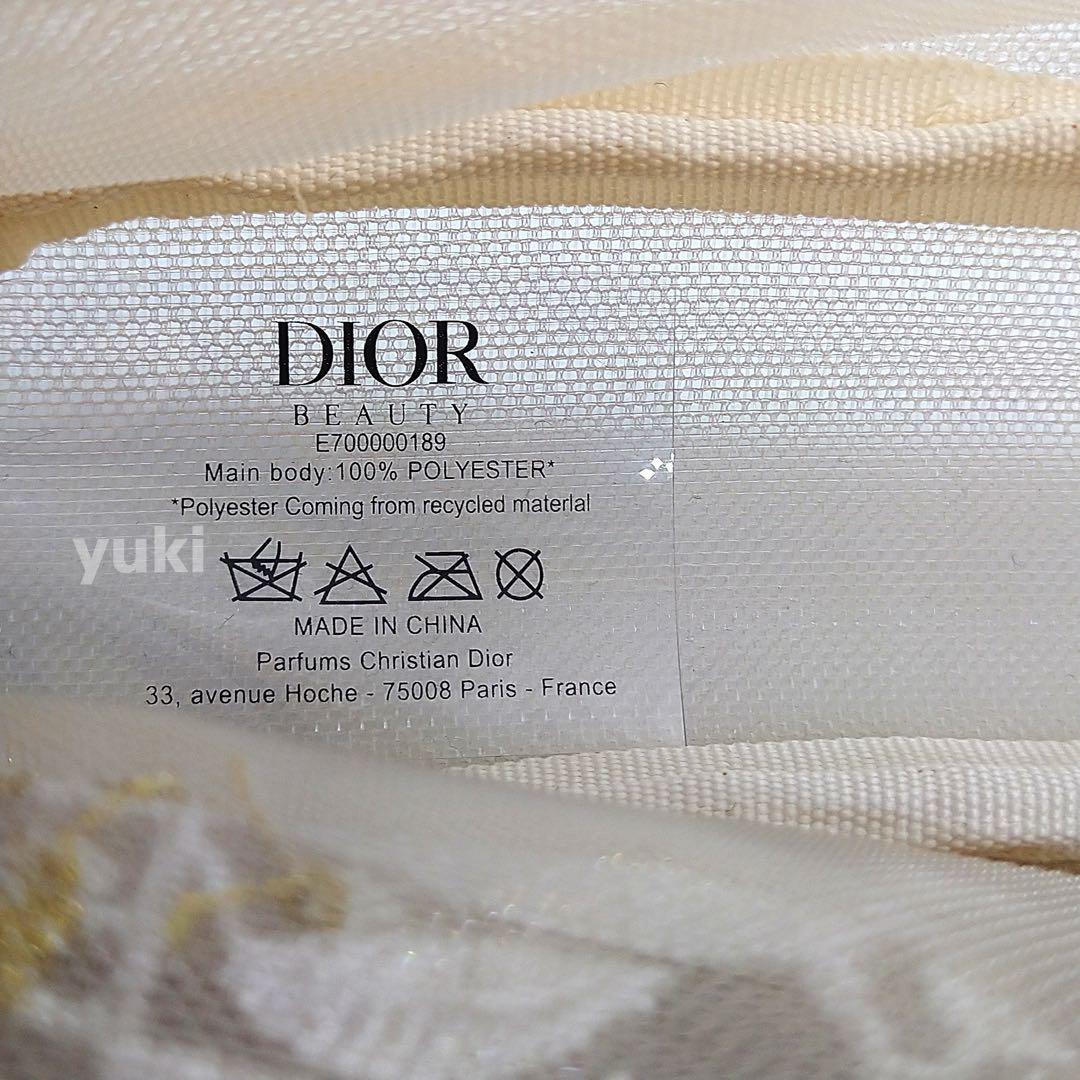 DIOR
BEAUTY
E700000189
Main body:100% POLYESTER*
*Polyester Coming from recycled materlal
yuki
MADE IN CHINA
Parfums Christian Dior
33, avenue Hoche - 75008 Paris - France